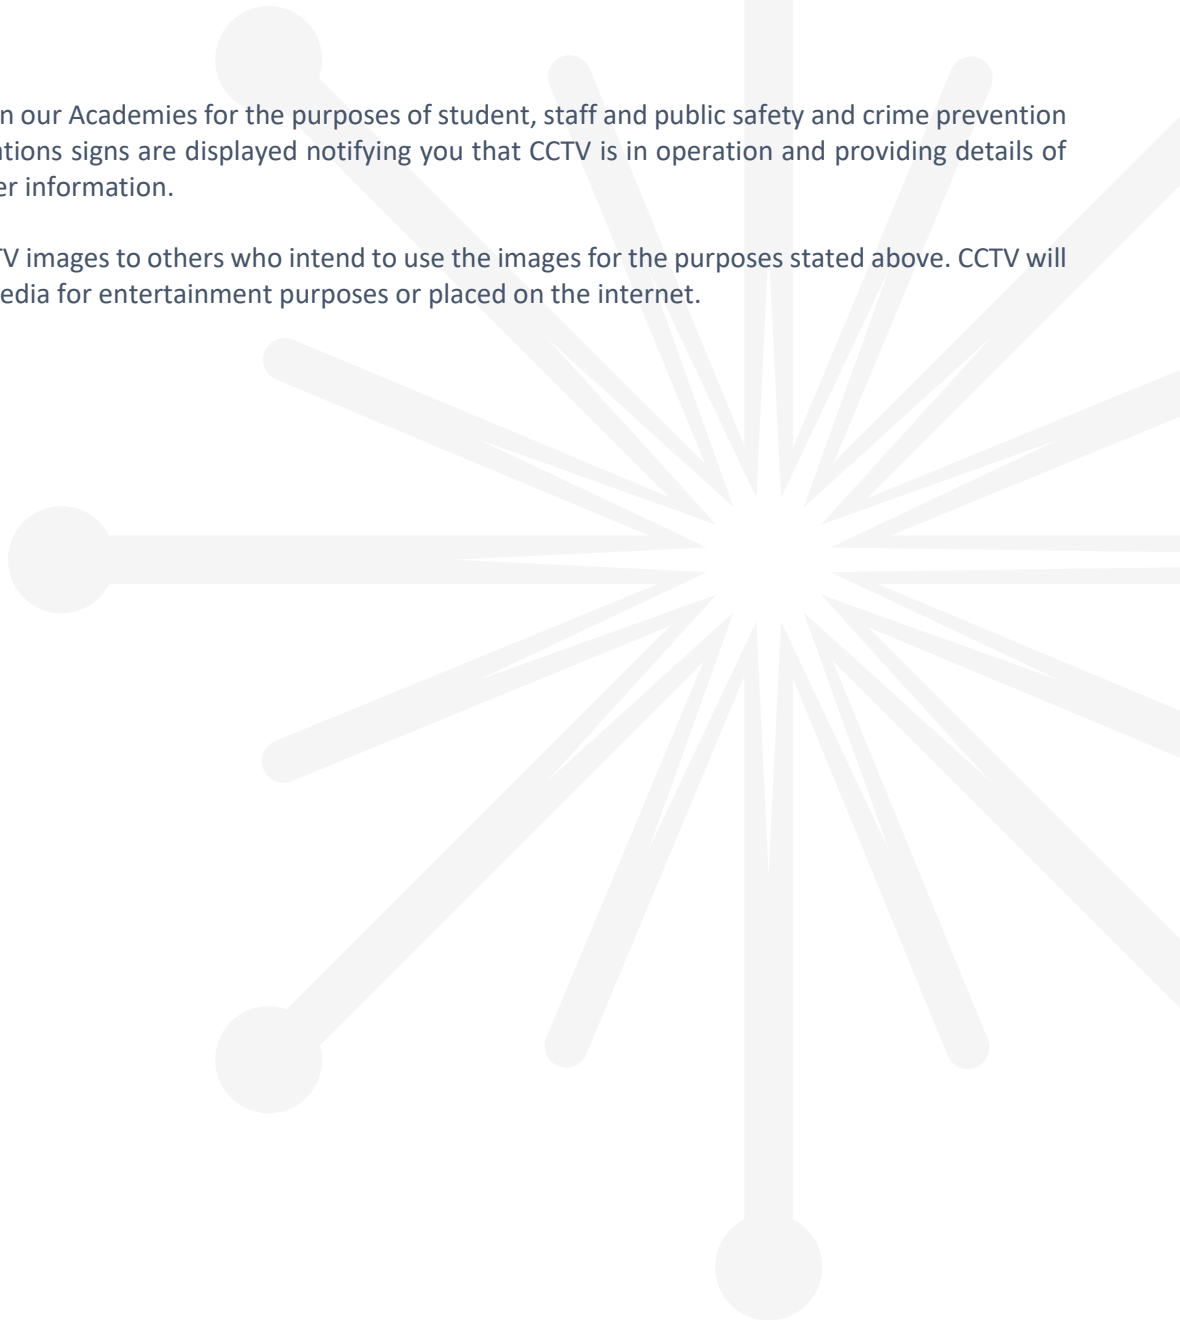 n our Academies for the purposes of student, staff and public safety and crime prevention
tions signs are displayed notifying you that CCTV is in operation and providing details of
er information.
TV images to others who intend to use the images for the purposes stated above. CCTV will
edia for entertainment purposes or placed on the internet.